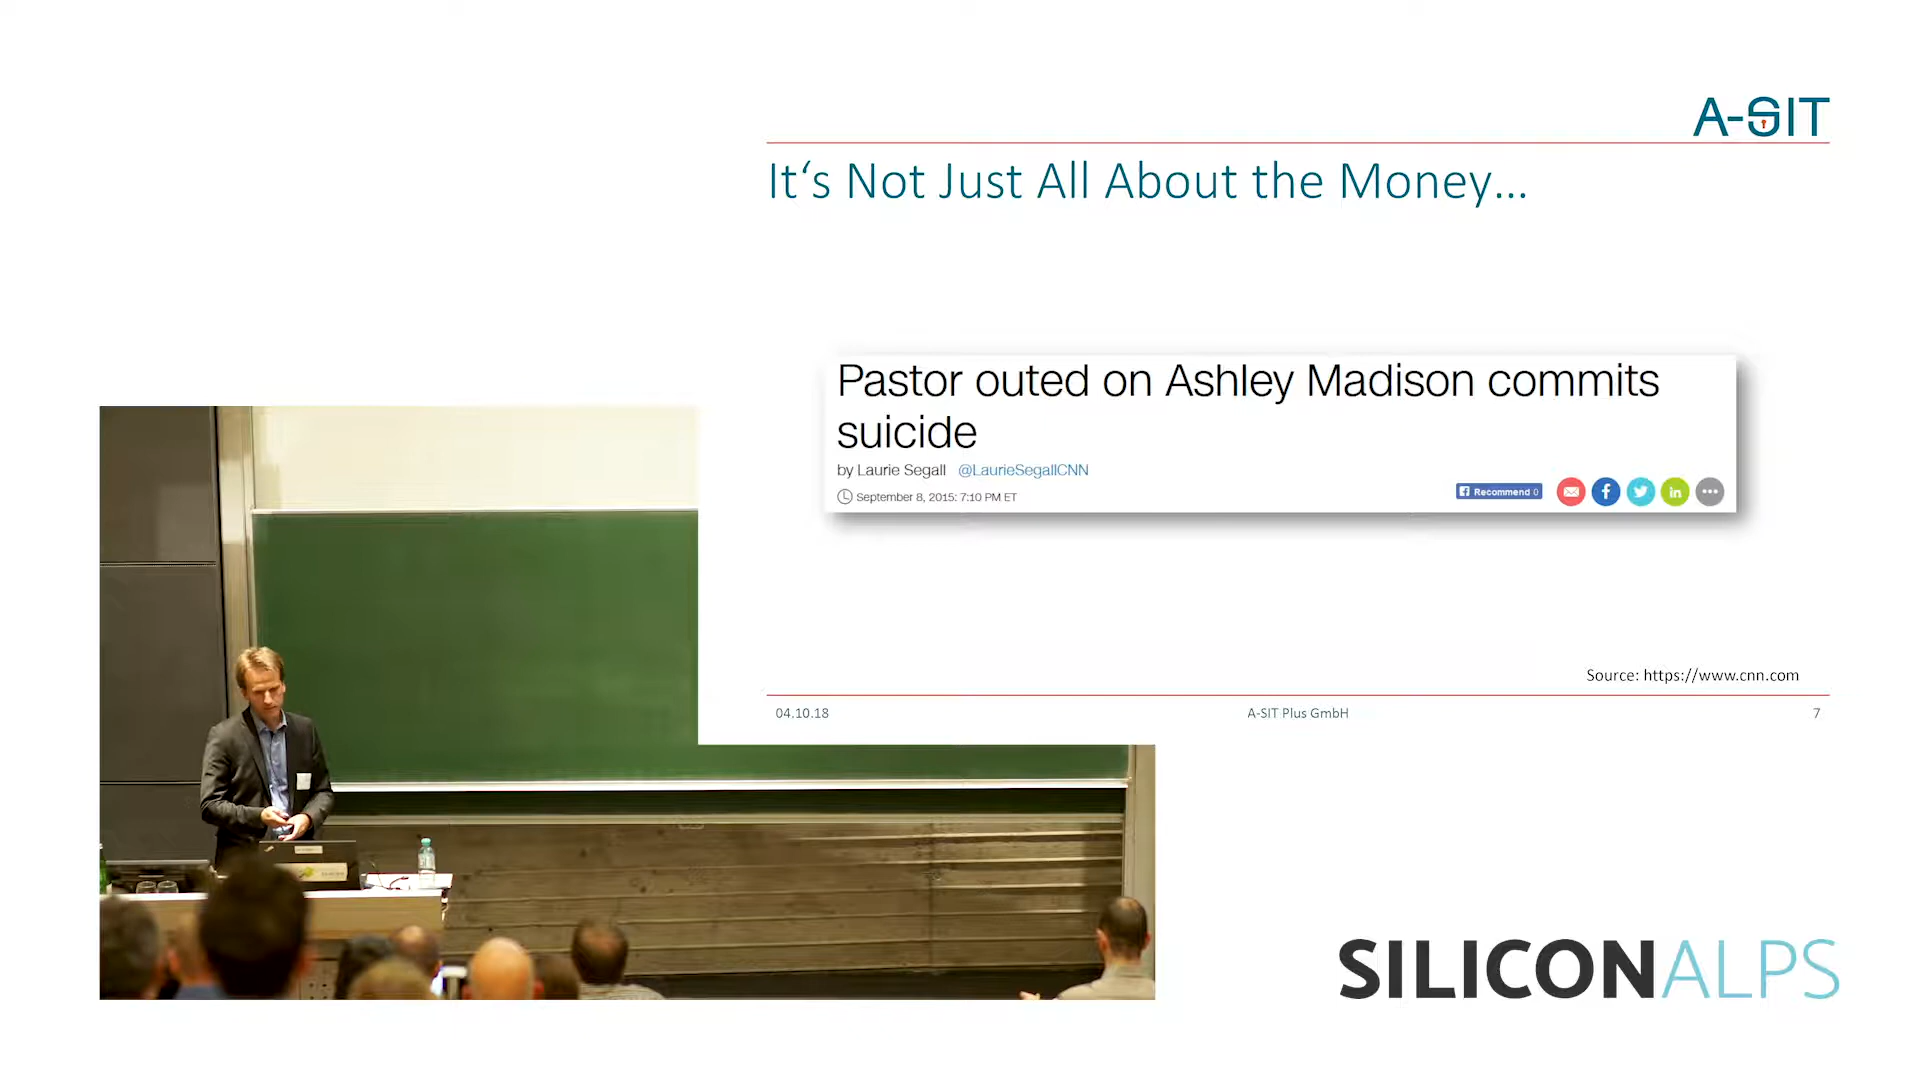 A-SIT
It‘s Not Just All About the Money...
Pastor outed on Ashley Madison commits
suicide
by Laurie Segall @LaurieSegallCNN
September 8, 2015: 7:10 PM ET
Recommend 0
Source: https://www.cnn.com
04.10.18 A-SIT Plus GmbH 7
SILICONALPS